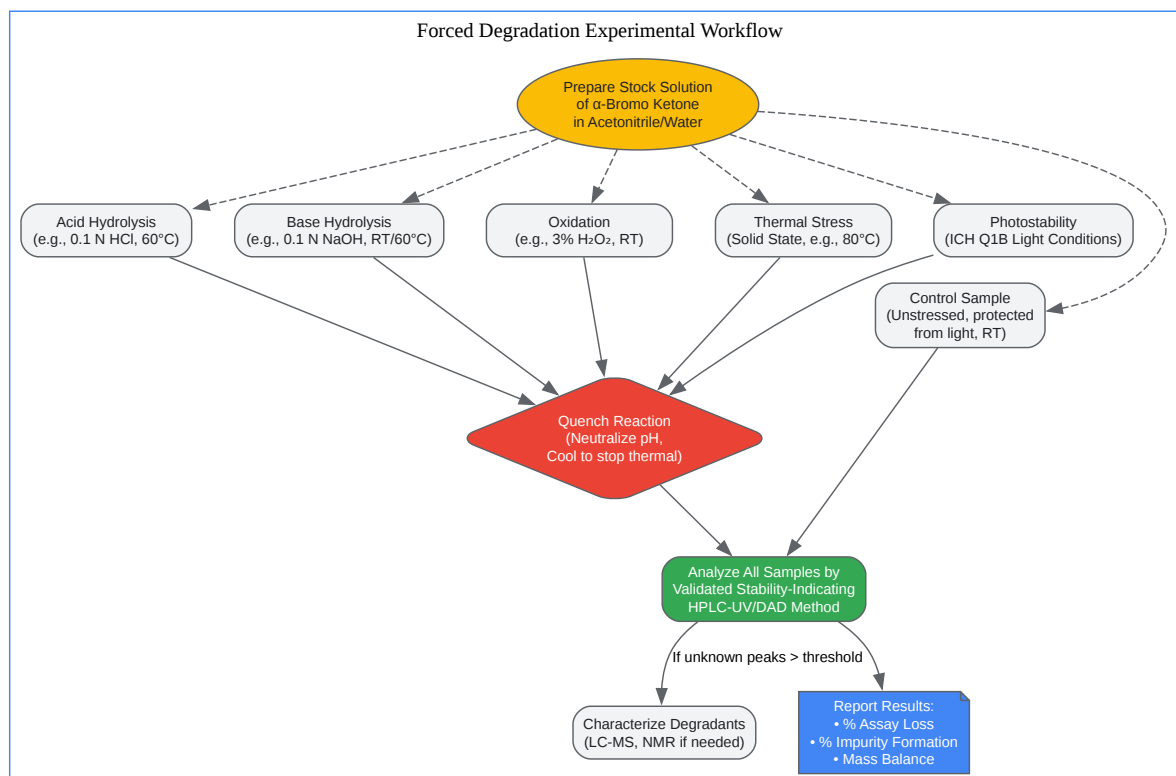 Forced Degradation Experimental Workflow
Prepare Stock Solution
of α-Bromo Ketone
in Acetonitrile/Water
Acid Hydrolysis
(e.g., 0.1 N HCl, 60°C)
Base Hydrolysis
(e.g., 0.1 N NaOH, RT/60°C)
Oxidation
(e.g., 3% H₂O₂, RT)
Thermal Stress
(Solid State, e.g., 80°C)
Photostability
(ICH Q1B Light Conditions)
Control Sample
(Unstressed, protected
from light, RT)
Quench Reaction
(Neutralize pH,
Cool to stop thermal)
Analyze All Samples by
Validated Stability-Indicating
HPLC-UV/DAD Method
If unknown peaks > threshold
Characterize Degradants
(LC-MS, NMR if needed)
Report Results:
• % Assay Loss
• % Impurity Formation
• Mass Balance